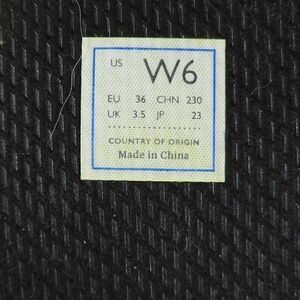 US W6
EU 36 CHN 230
UK 3.5 JP 23
COUNTRY OF ORIGIN
Made in China